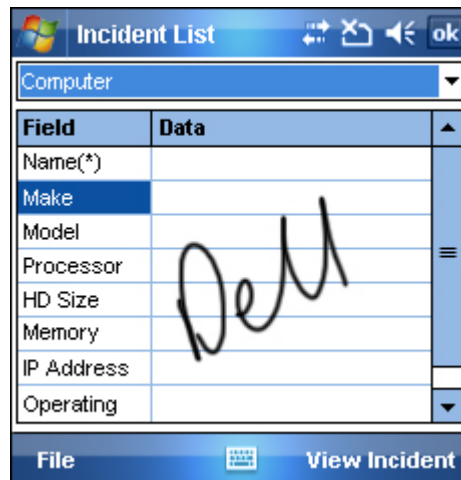 Incident List
ok
Computer
Field Data
Name(*)
Make
Model
Processor
Dell
HD Size
Memory
IP Address
Operating
File View Incident